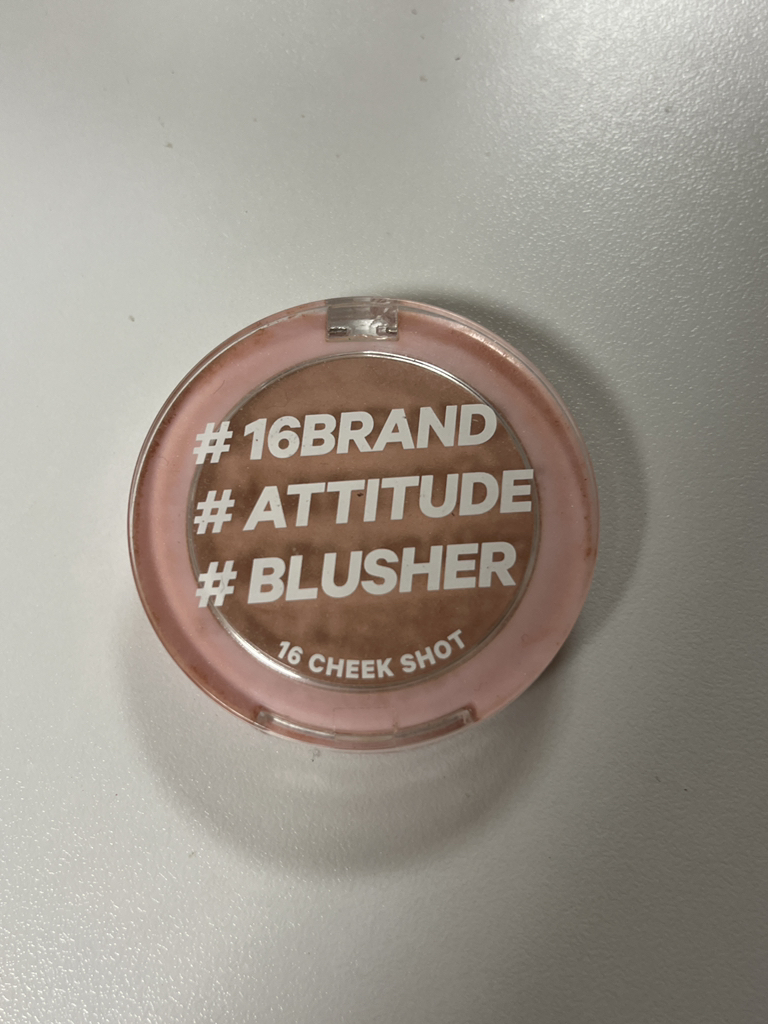 # 16BRAND
# ATTITUDE
# BLUSHER
16 CHEEK SHOT